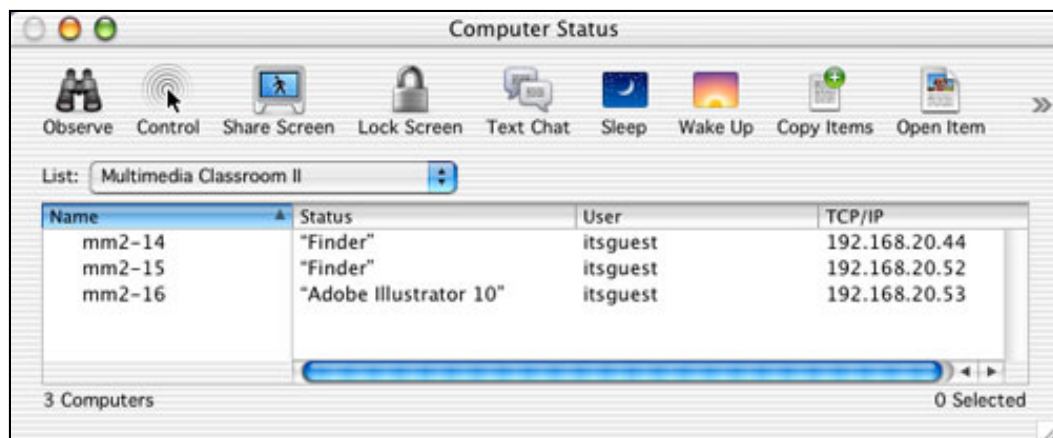 Computer Status
Observe Control Share Screen Lock Screen Text Chat Sleep Wake Up Copy Items Open Item »
List: Multimedia Classroom II
Name Status User TCP/IP
mm2-14 "Finder" itsguest 192.168.20.44
mm2-15 "Finder" itsguest 192.168.20.52
mm2-16 "Adobe Illustrator 10" itsguest 192.168.20.53
3 Computers 0 Selected